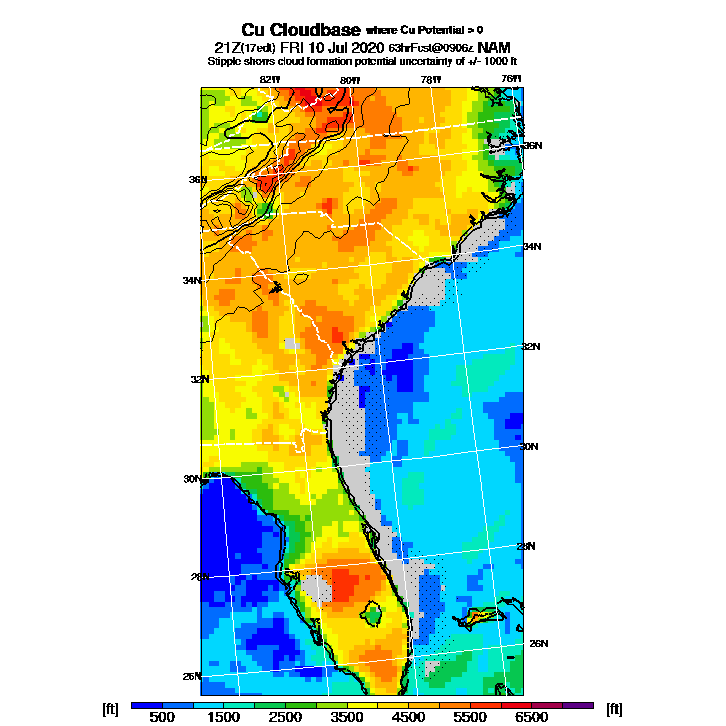 Cu Cloudbase where Cu Potential > 0
21Z(17edt) FRI 10 Jul 2020 63hrFcst@0906z NAM
Stipple shows cloud formation potential uncertainty of +/- 1000 ft
82W 80W 78W 76W
36N
36N
34N
34N
32N
32N
30N
30N
28N
28N
26N
26N
[ft] [ft]
500 1500 2500 3500 4500 5500 6500